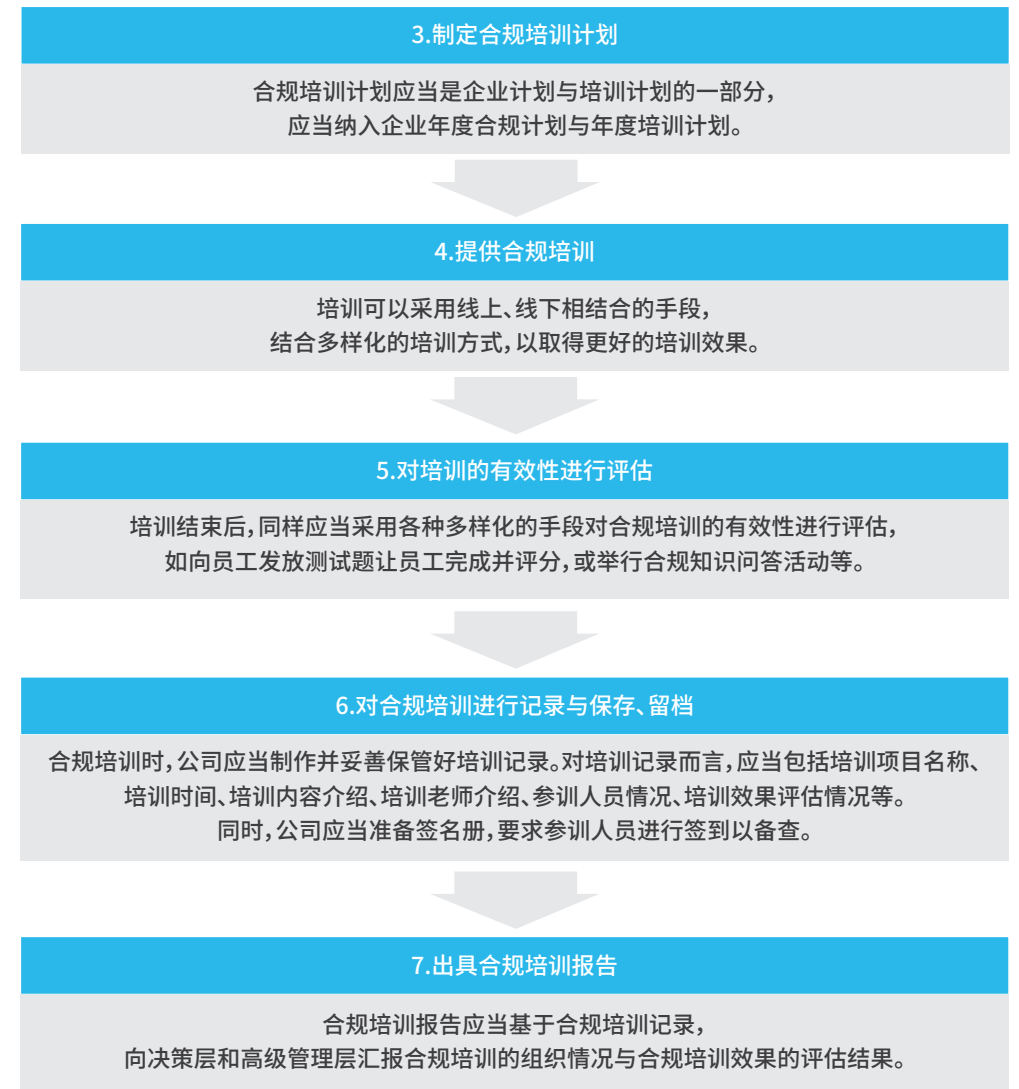 3.制定合规培训计划
合规培训计划应当是企业计划与培训计划的一部分，
应当纳入企业年度合规计划与年度培训计划。
4.提供合规培训
培训可以采用线上、线下相结合的手段，
结合多样化的培训方式，以取得更好的培训效果。
5.对培训的有效性进行评估
培训结束后，同样应当采用各种多样化的手段对合规培训的有效性进行评估，
如向员工发放测试题让员工完成并评分，或举行合规知识问答活动等。
6.对合规培训进行记录与保存、留档
合规培训时，公司应当制作并妥善保管好培训记录。对培训记录而言，应当包括培训项目名称、
培训时间、培训内容介绍、培训老师介绍、参训人员情况、培训效果评估情况等。
同时，公司应当准备签名册，要求参训人员进行签到以备查。
7.出具合规培训报告
合规培训报告应当基于合规培训记录，
向决策层和高级管理层汇报合规培训的组织情况与合规培训效果的评估结果。